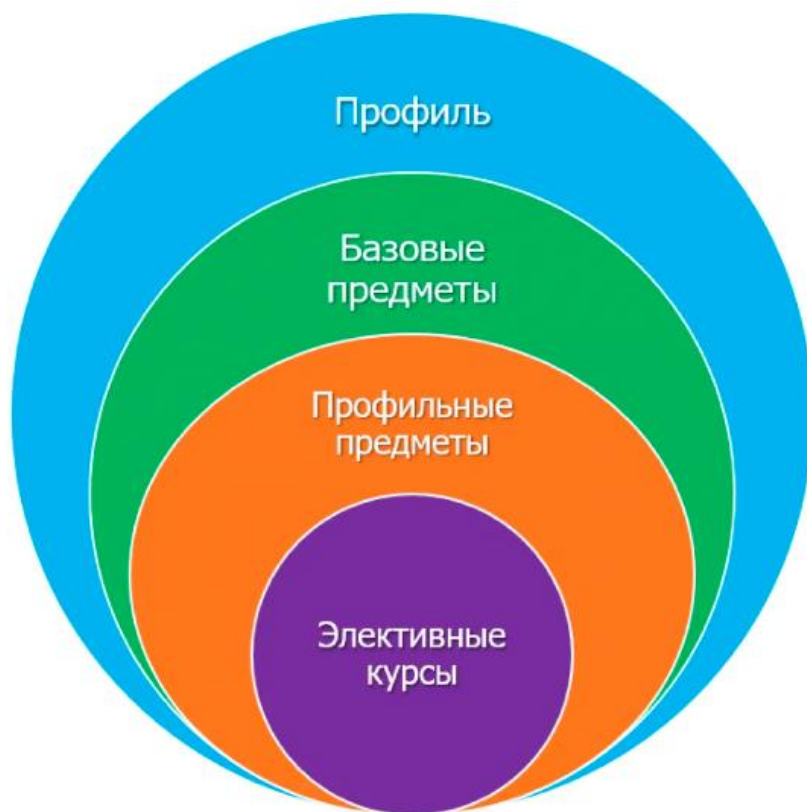 Профиль
Базовые
предметы
Профильные
предметы
Элективные
курсы